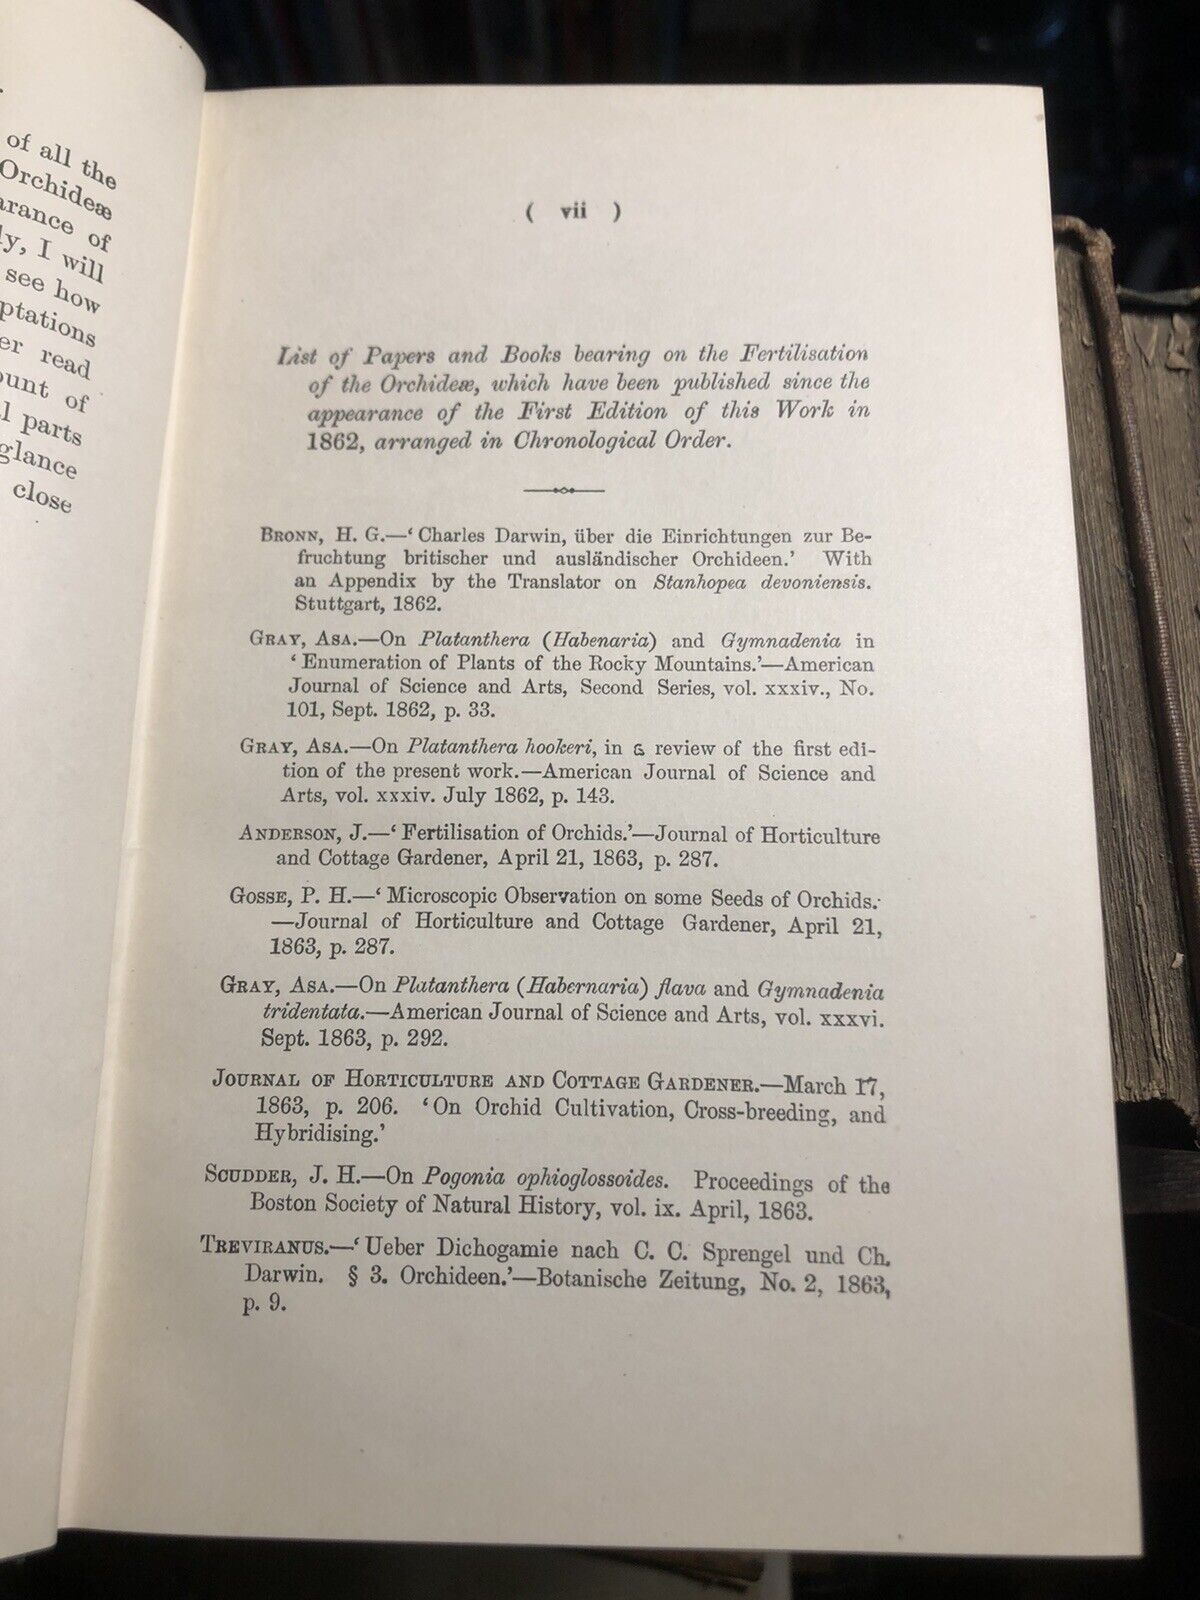 of all the
Orchideæ
arance of
ly, I will
see how
ptations
er read
ount of
l parts
glance
close
( vii )
List of Papers and Books bearing on the Fertilisation
of the Orchideæ, which have been published since the
appearance of the First Edition of this Work in
1862, arranged in Chronological Order.
BRONN, H. G.—‘Charles Darwin, über die Einrichtungen zur Be-
fruchtung britischer und ausländischer Orchideen.’ With
an Appendix by the Translator on Stanhopea devoniensis.
Stuttgart, 1862.
GRAY, ASA.—On Platanthera (Habenaria) and Gymnadenia in
‘Enumeration of Plants of the Rocky Mountains.’—American
Journal of Science and Arts, Second Series, vol. xxxiv., No.
101, Sept. 1862, p. 33.
GRAY, ASA.—On Platanthera hookeri, in a review of the first edi-
tion of the present work.—American Journal of Science and
Arts, vol. xxxiv. July 1862, p. 143.
ANDERSON, J.—‘Fertilisation of Orchids.’—Journal of Horticulture
and Cottage Gardener, April 21, 1863, p. 287.
GOSSE, P. H.—‘Microscopic Observation on some Seeds of Orchids.’
—Journal of Horticulture and Cottage Gardener, April 21,
1863, p. 287.
GRAY, ASA.—On Platanthera (Habernaria) flava and Gymnadenia
tridentata.—American Journal of Science and Arts, vol. xxxvi.
Sept. 1863, p. 292.
JOURNAL OF HORTICULTURE AND COTTAGE GARDENER.—March 17,
1863, p. 206. ‘On Orchid Cultivation, Cross-breeding, and
Hybridising.’
SCUDDER, J. H.—On Pogonia ophioglossoides. Proceedings of the
Boston Society of Natural History, vol. ix. April, 1863.
TREVIRANUS.—‘Ueber Dichogamie nach C. C. Sprengel und Ch.
Darwin. § 3. Orchideen.’—Botanische Zeitung, No. 2, 1863,
p. 9.